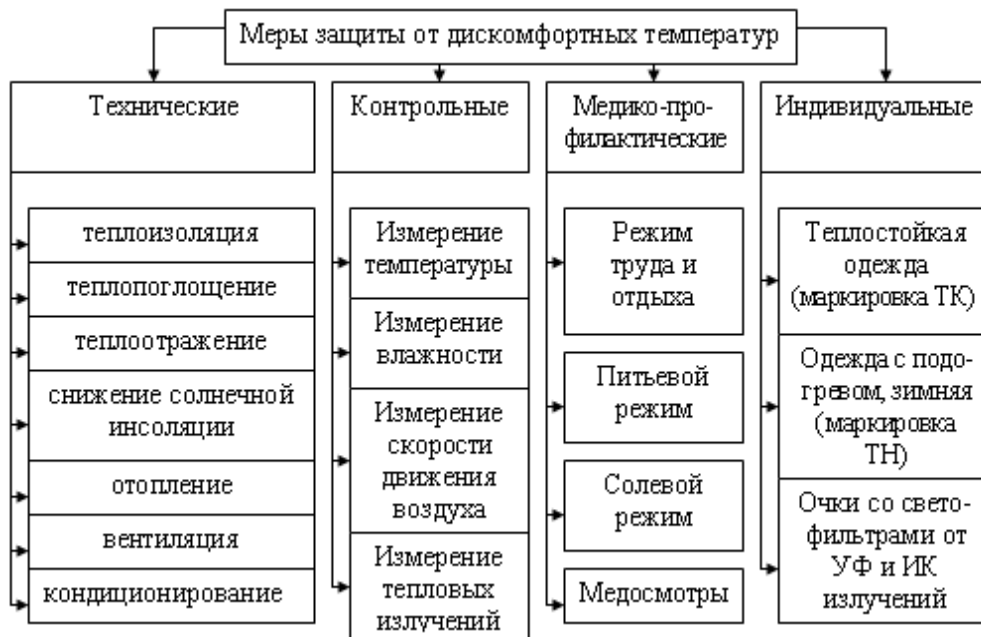 Меры защиты от дискомфортных температур
Технические
теплоизоляция
теплопоглощение
теплоотражение
снижение солнечной
инсоляции
отопление
вентиляция
кондиционирование
Контрольные
Измерение
температуры
Измерение
влажности
Измерение
скорости
движения
воздуха
Измерение
тепловых
излучений
Медико-про-
филактические
Режим
труда и
отдыха
Питьевой
режим
Солевой
режим
Медосмотры
Индивидуальные
Теплостойкая
одежда
(маркировка ТК)
Одежда с подо-
гревом, зимняя
(маркировка
ТН)
Очки со свето-
фильтрами от
УФ и ИК
излучений